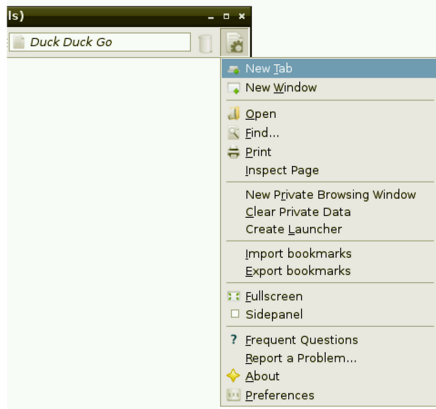 ls)
Duck Duck Go
New Tab
New Window
Open
Find...
Print
Inspect Page
New Private Browsing Window
Clear Private Data
Create Launcher
Import bookmarks
Export bookmarks
Fullscreen
Sidepanel
? Frequent Questions
Report a Problem...
About
Preferences